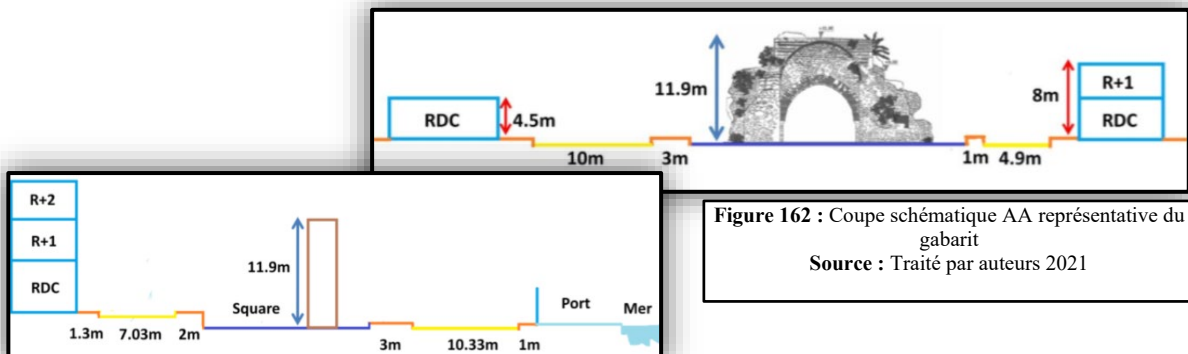 11.9m
R+1
8m
RDC
4.5m
RDC
10m 3m 1m 4.9m
Figure 162 : Coupe schématique AA représentative du
gabarit
Source : Traité par auteurs 2021
R+2
R+1
11.9m
RDC
Square
Port
Mer
1.3m 7.03m 2m
3m 10.33m 1m